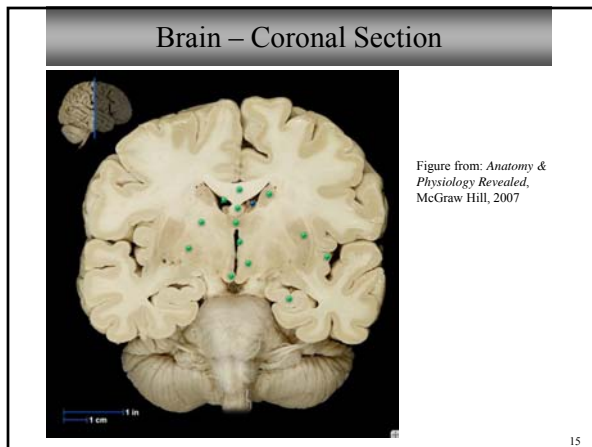 Brain – Coronal Section
Figure from: Anatomy &
Physiology Revealed,
McGraw Hill, 2007
1 in
1 cm
15